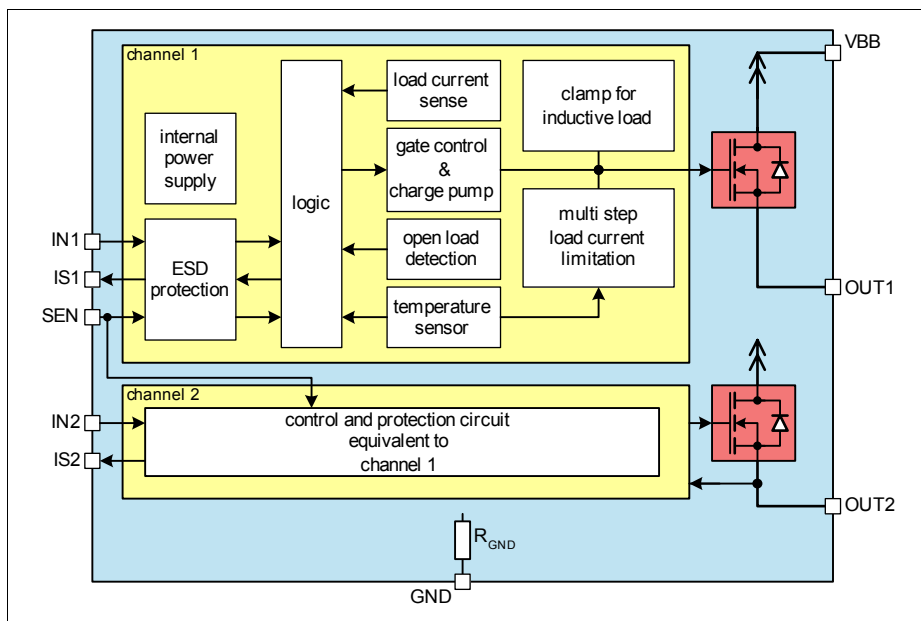 channel 1
VBB
load current
sense
clamp for
inductive load
internal
power
supply
gate control
&
charge pump
logic
multi step
load current
limitation
IN1
ESD
protection
open load
detection
IS1
OUT1
SEN
temperature
sensor
channel 2
IN2
control and protection circuit
equivalent to
channel 1
IS2
OUT2
RGND
GND